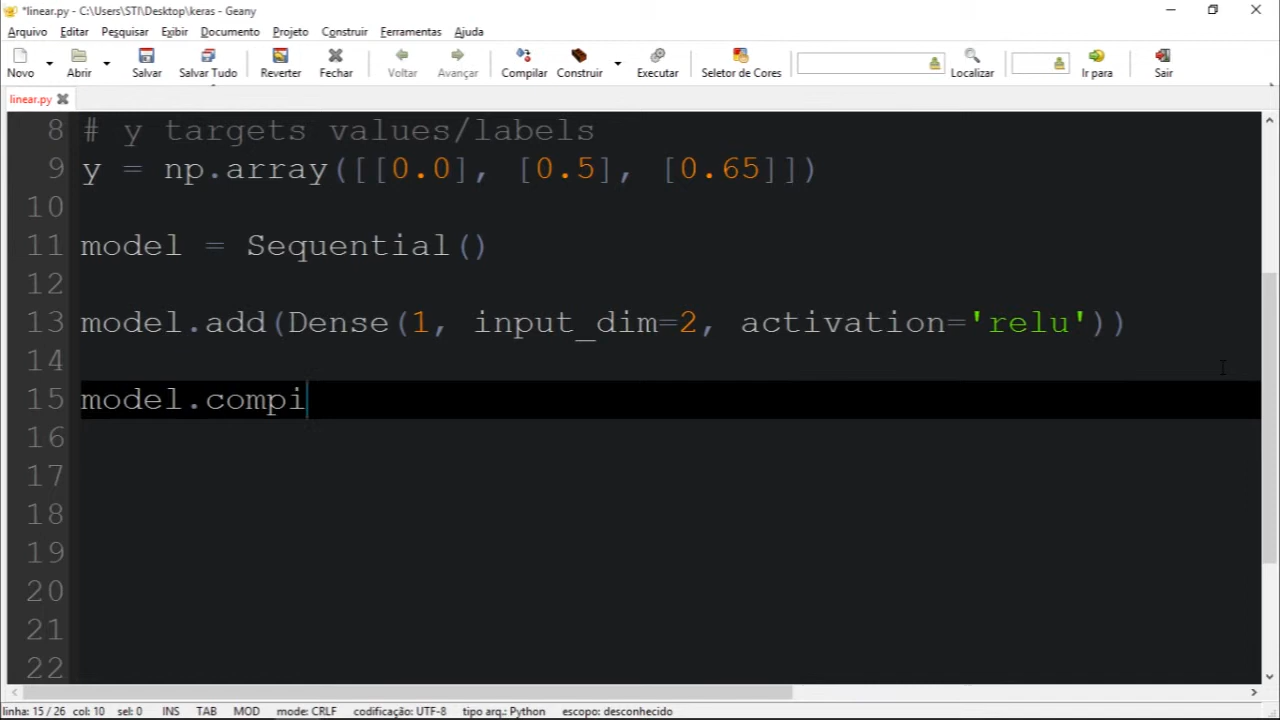 *linear.py - C:\Users\STI\Desktop\keras - Geany
Arquivo Editar Pesquisar Exibir Documento Projeto Construir Ferramentas Ajuda
Novo Abrir Salvar Salvar Tudo Reverter Fechar Voltar Avançar Compilar Construir Executar Seletor de Cores Localizar Ir para Sair
linear.py
8 # y targets values/labels
9 y = np.array([[0.0], [0.5], [0.65]])
10
11 model = Sequential()
12
13 model.add(Dense(1, input_dim=2, activation='relu'))
14
15 model.compi
16
17
18
19
20
21
22
linha: 15 / 26 col: 10 sel: 0 INS TAB MOD mode: CRLF codificação: UTF-8 tipo arq.: Python escopo: desconhecido